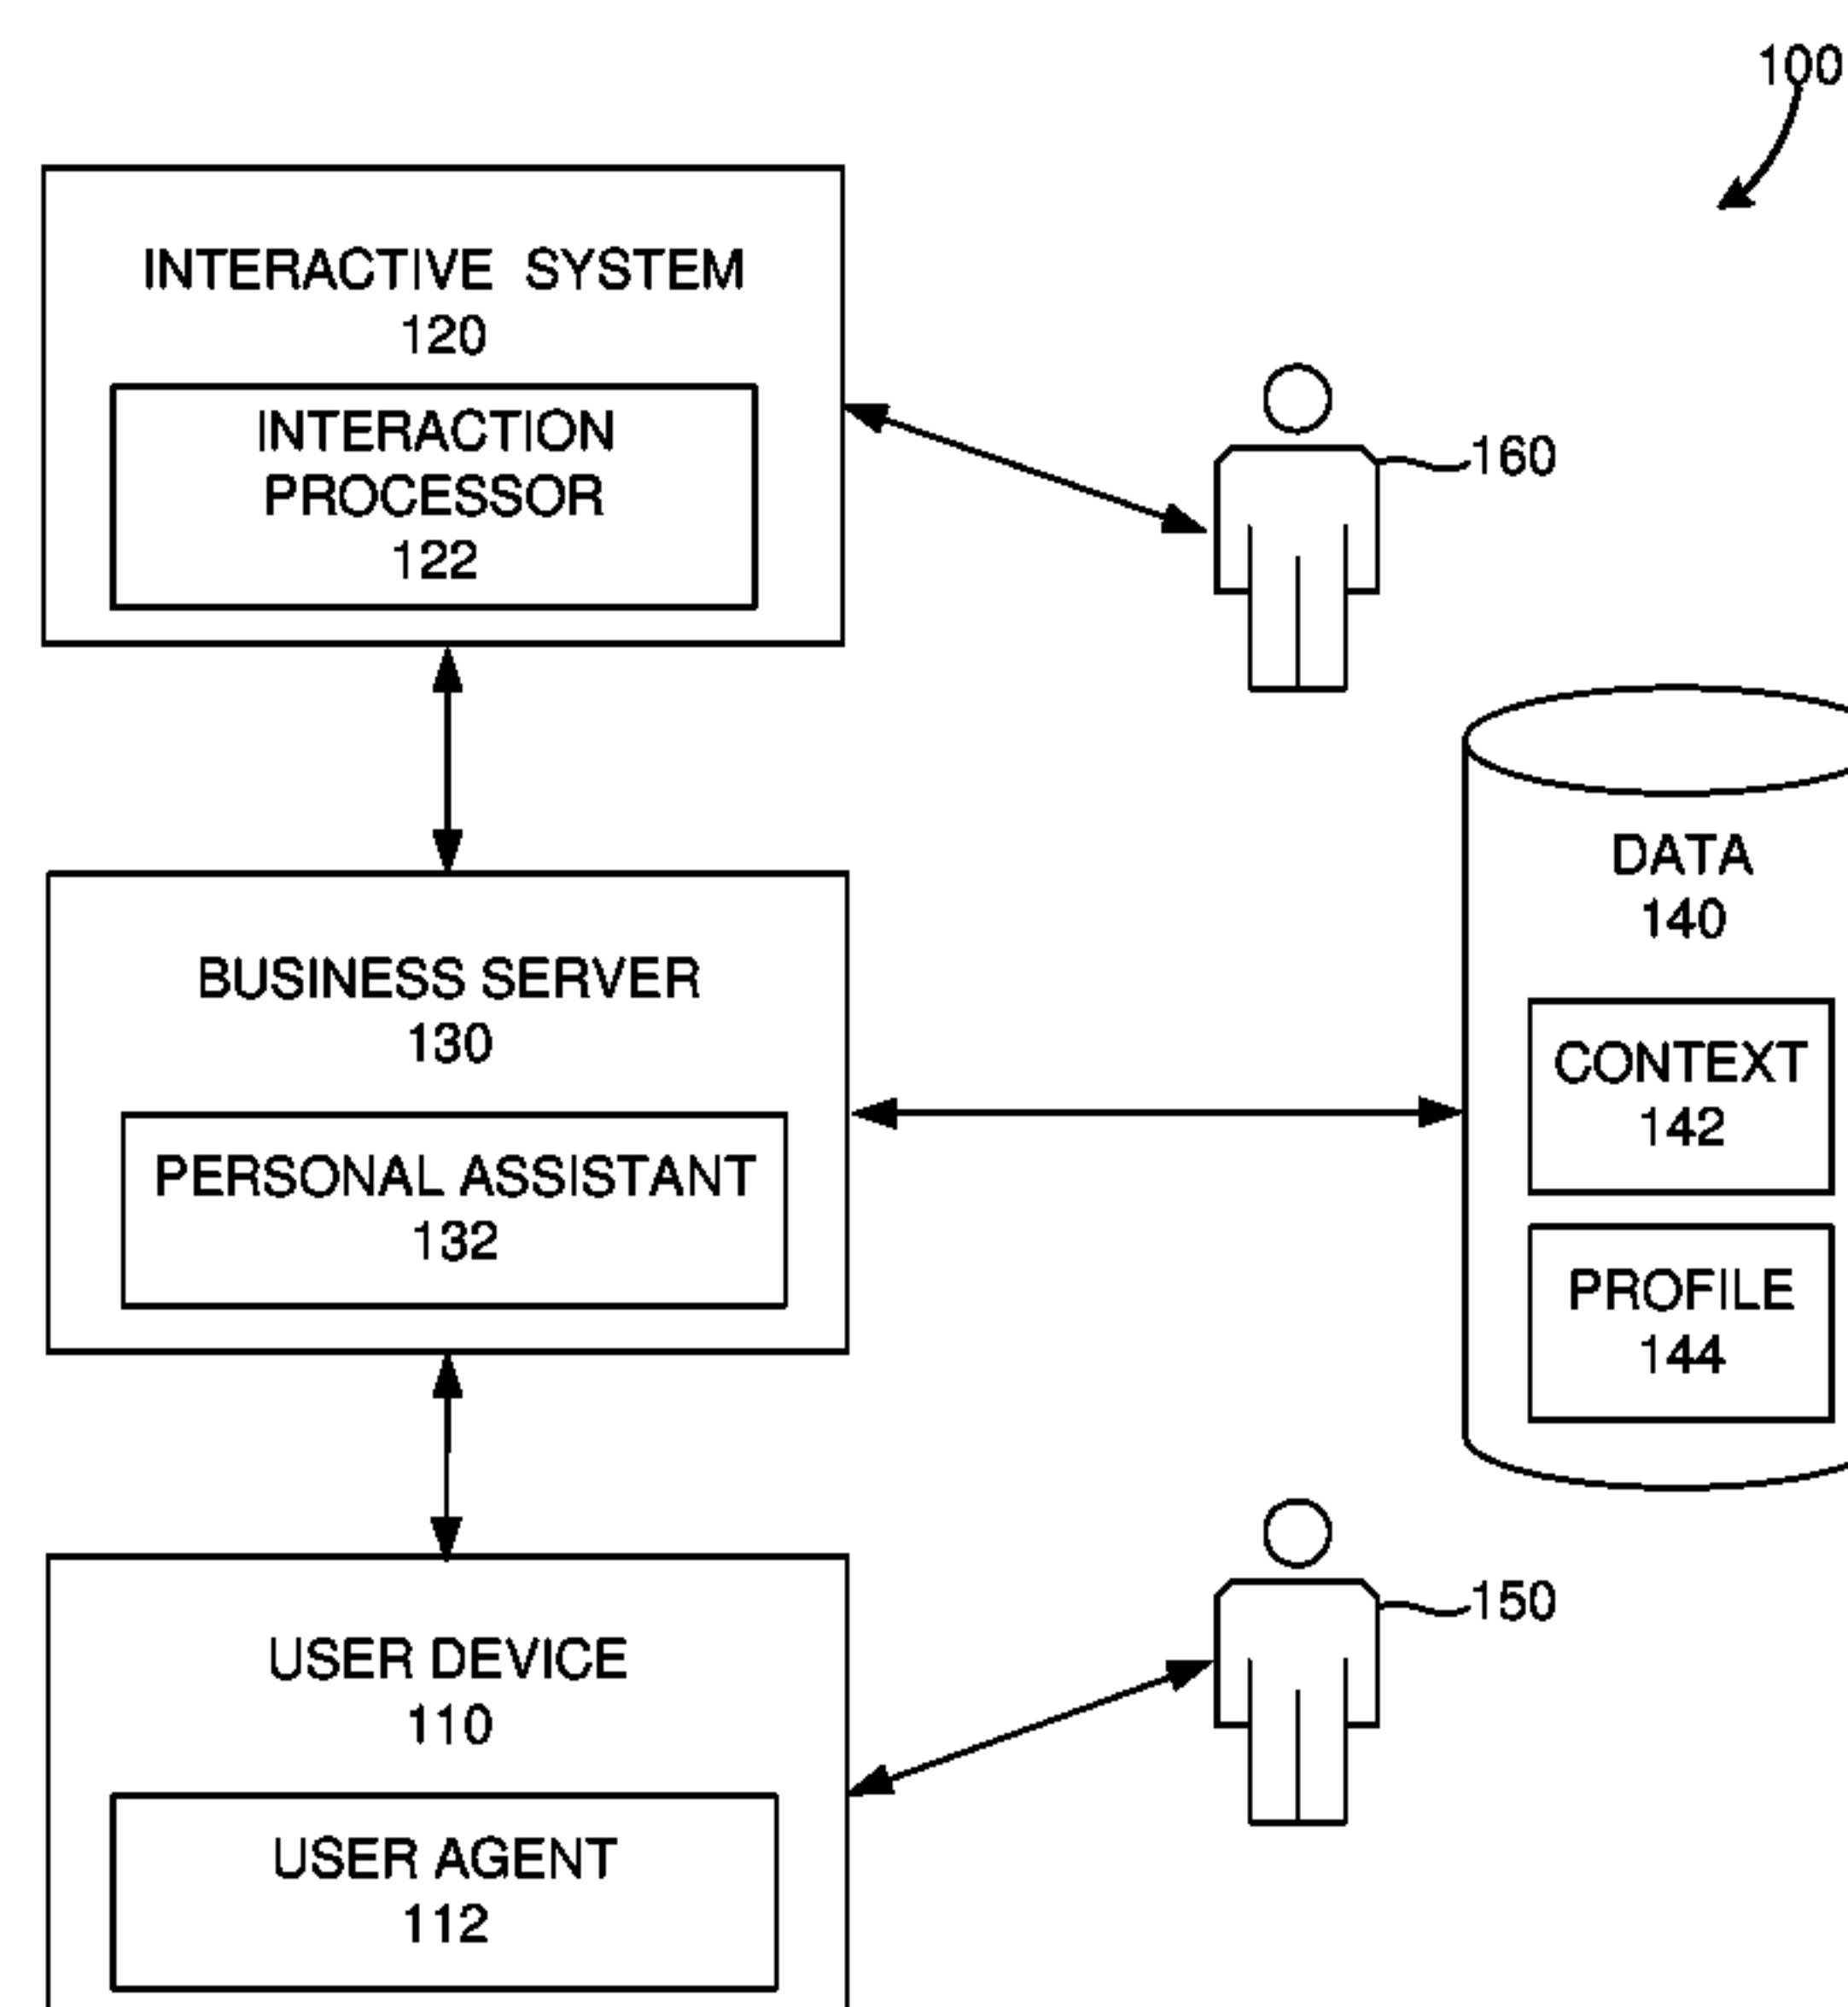 100
INTERACTIVE SYSTEM
120
INTERACTION
PROCESSOR
122
160
DATA
140
BUSINESS SERVER
130
CONTEXT
142
PERSONAL ASSISTANT
132
PROFILE
144
150
USER DEVICE
110
USER AGENT
112